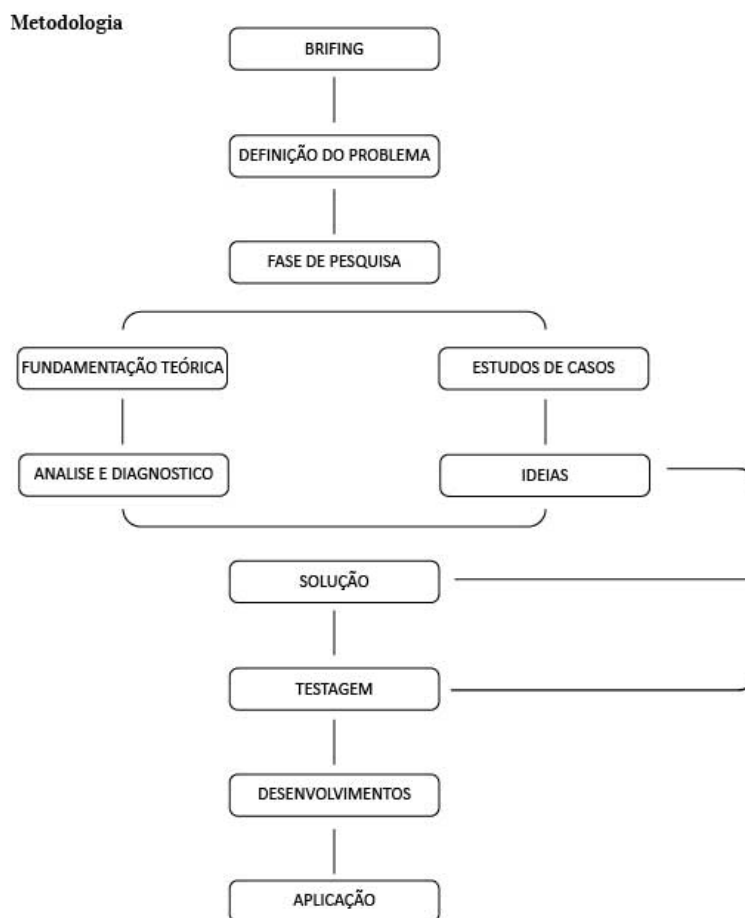 Metodologia
BRIFING
DEFINIÇÃO DO PROBLEMA
FASE DE PESQUISA
FUNDAMENTAÇÃO TEÓRICA
ESTUDOS DE CASOS
ANALISE E DIAGNOSTICO
IDEIAS
SOLUÇÃO
TESTAGEM
DESENVOLVIMENTOS
APLICAÇÃO